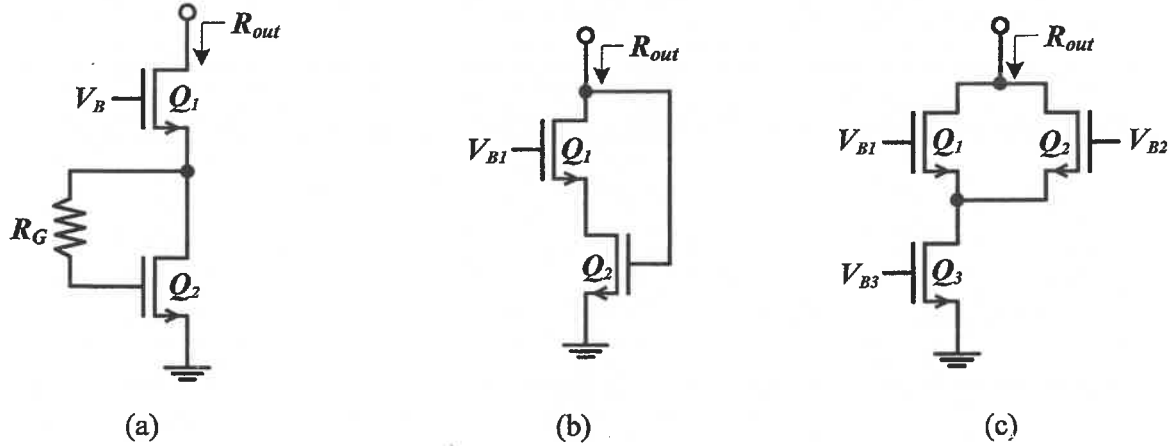 R_out
V_B
Q_1
R_G
Q_2
(a)
R_out
V_B1
Q_1
Q_2
(b)
R_out
V_B1
Q_1
Q_2
V_B2
V_B3
Q_3
(c)